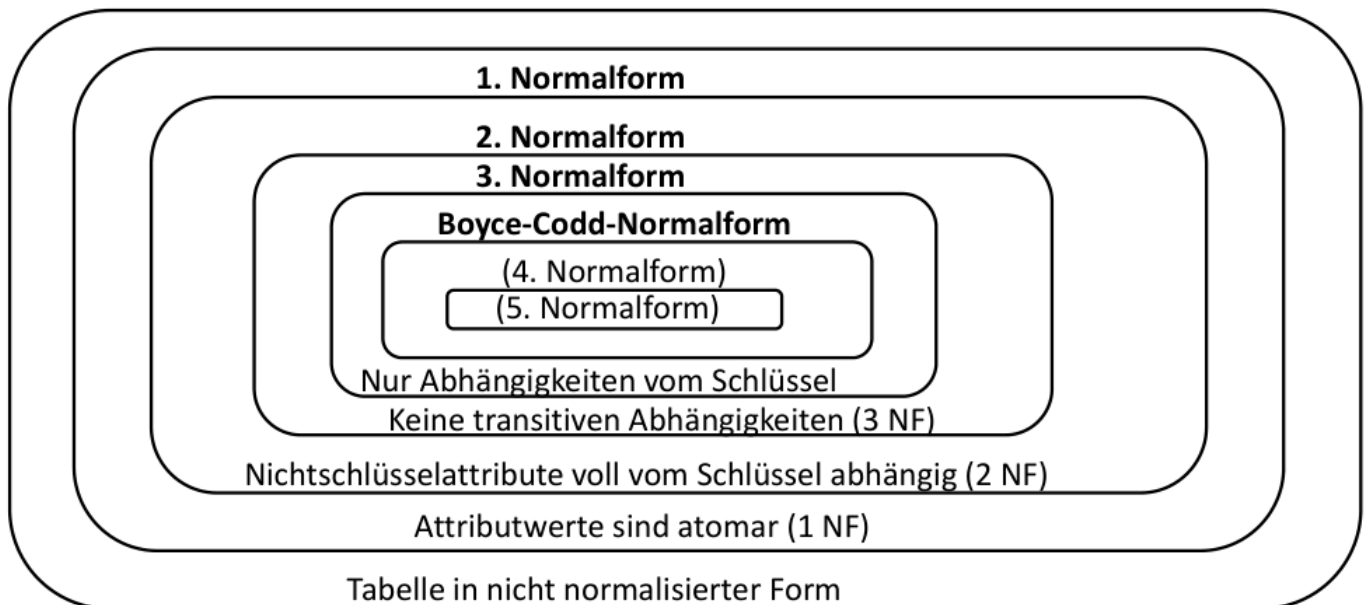 1. Normalform
2. Normalform
3. Normalform
Boyce-Codd-Normalform
(4. Normalform)
(5. Normalform)
Nur Abhängigkeiten vom Schlüssel
Keine transitiven Abhängigkeiten (3 NF)
Nichtschlüsselattribute voll vom Schlüssel abhängig (2 NF)
Attributwerte sind atomar (1 NF)
Tabelle in nicht normalisierter Form